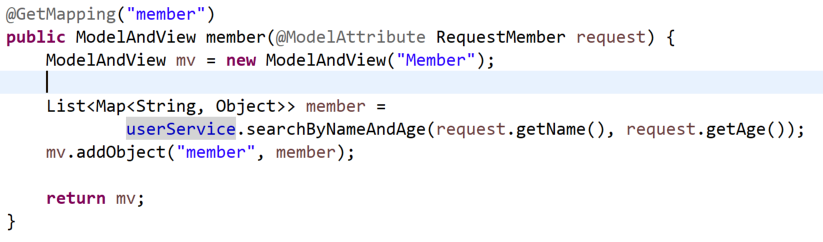 @GetMapping("member")
public ModelAndView member(@ModelAttribute RequestMember request) {
ModelAndView mv = new ModelAndView("Member");
List<Map<String, Object>> member =
userService.searchByNameAndAge(request.getName(), request.getAge());
mv.addObject("member", member);
return mv;
}